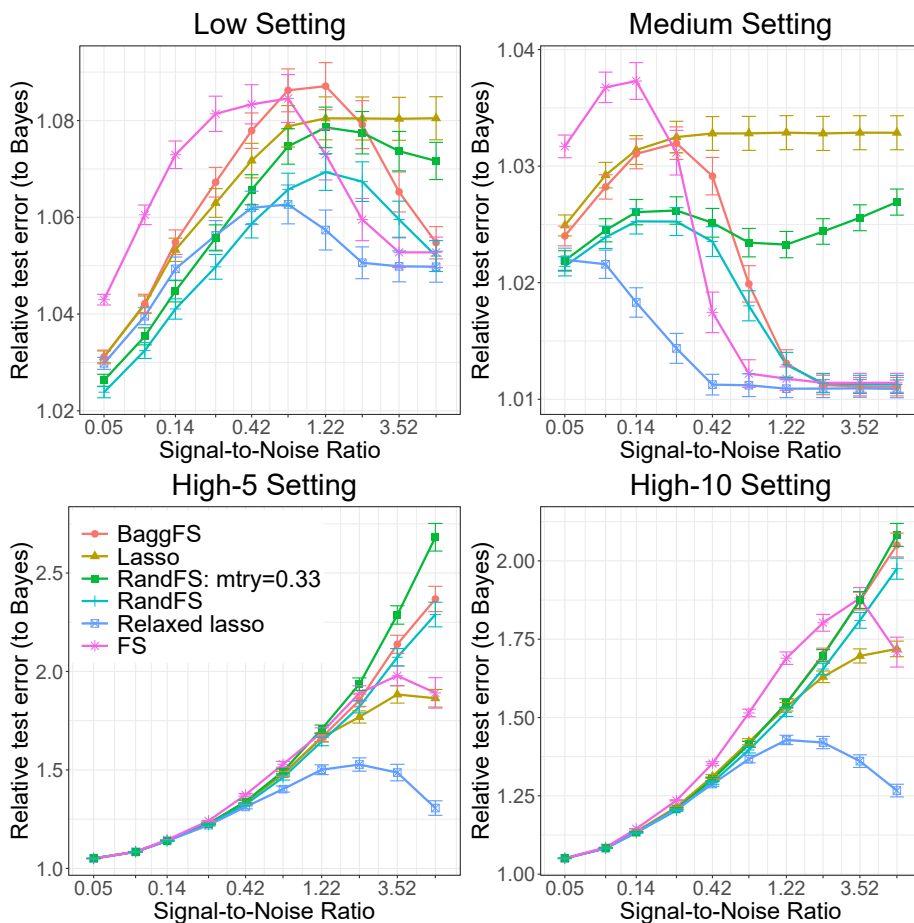 Low Setting
Relative test error (to Bayes)
1.08
1.06
1.04
1.02
0.05 0.14 0.42 1.22 3.52
Signal-to-Noise Ratio
Medium Setting
Relative test error (to Bayes)
1.04
1.03
1.02
1.01
0.05 0.14 0.42 1.22 3.52
Signal-to-Noise Ratio
High-5 Setting
Relative test error (to Bayes)
2.5
2.0
1.5
1.0
BaggFS
Lasso
RandFS: mtry=0.33
RandFS
Relaxed lasso
FS
0.05 0.14 0.42 1.22 3.52
Signal-to-Noise Ratio
High-10 Setting
Relative test error (to Bayes)
2.00
1.75
1.50
1.25
1.00
0.05 0.14 0.42 1.22 3.52
Signal-to-Noise Ratio